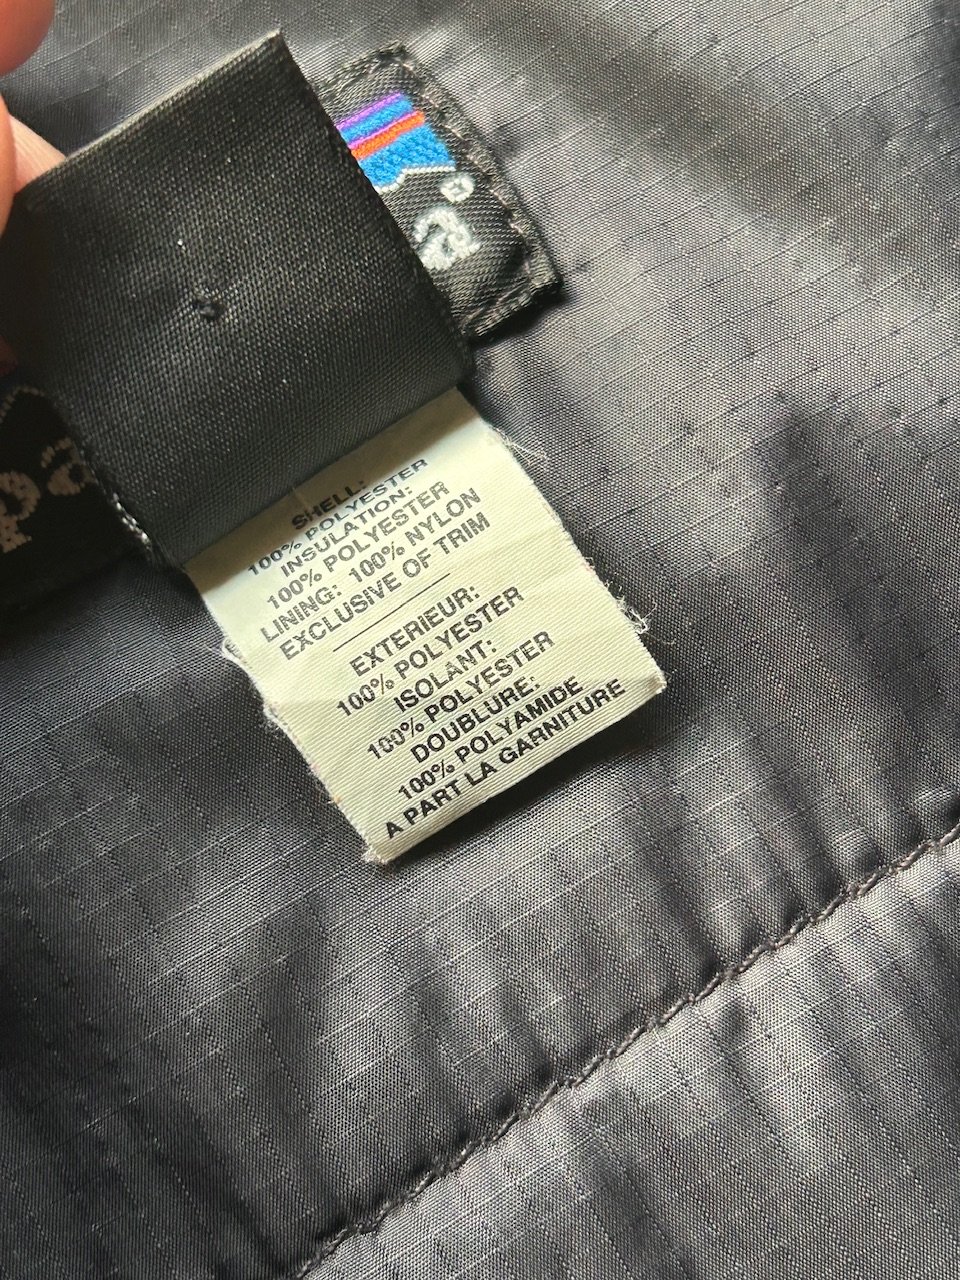 pa
a
SHELL:
100% POLYESTER
INSULATION:
100% POLYESTER
LINING: 100% NYLON
EXCLUSIVE OF TRIM
EXTERIEUR:
100% POLYESTER
ISOLANT:
100% POLYESTER
DOUBLURE:
100% POLYAMIDE
A PART LA GARNITURE